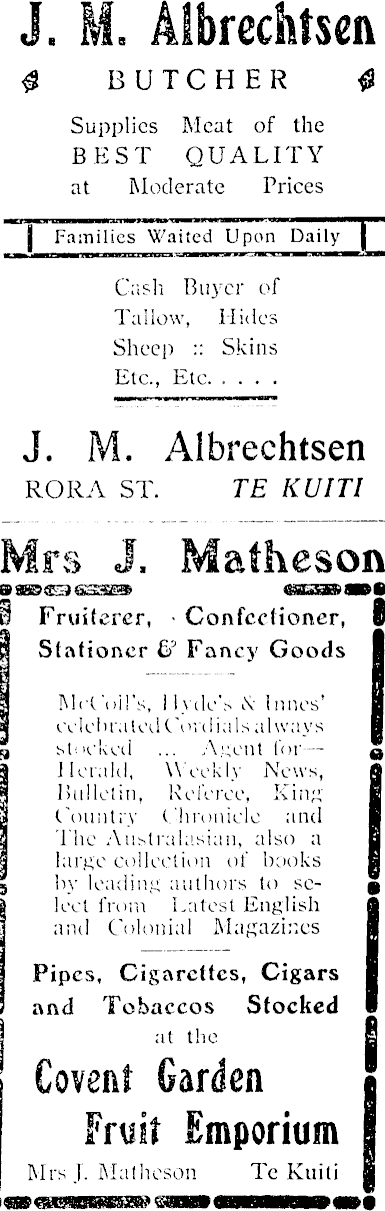 J. M. Albrechtsen
BUTCHER
Supplies Meat of the
BEST QUALITY
at Moderate Prices
Families Waited Upon Daily
Cash Buyer of
Tallow, Hides
Sheep :: Skins
Etc., Etc. . . . .
J. M. Albrechtsen
RORA ST. TE KUITI
Mrs J. Matheson
Fruiterer, · Confectioner,
Stationer & Fancy Goods
McCoil's, Hyde's & Innes'
celebrated Cordials always
stocked ... Agent for—
Herald, Weekly News,
Bulletin, Referee, King
Country Chronicle and
The Australasian, also a
large collection of books
by leading authors to se-
lect from Latest English
and Colonial Magazines
Pipes, Cigarettes, Cigars
and Tobaccos Stocked
at the
Covent Garden
Fruit Emporium
Mrs J. Matheson Te Kuiti